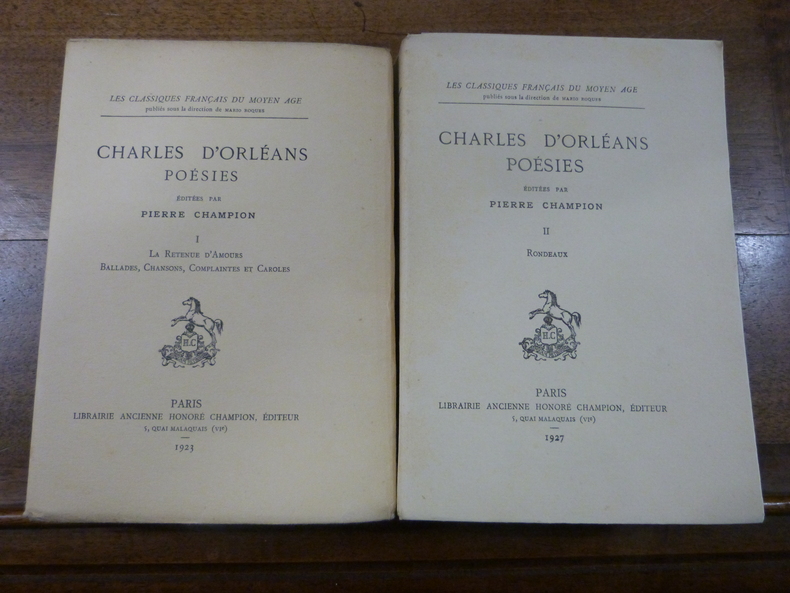 LES CLASSIQUES FRANÇAIS DU MOYEN AGE
publiés sous la direction de MARIO ROQUES
CHARLES D'ORLÉANS
POÉSIES
ÉDITÉES PAR
PIERRE CHAMPION
I
LA RETENUE D'AMOURS
BALLADES, CHANSONS, COMPLAINTES ET CAROLES
H.C
PARIS
LIBRAIRIE ANCIENNE HONORÉ CHAMPION, ÉDITEUR
5, QUAI MALAQUAIS (VIe)
1923
LES CLASSIQUES FRANÇAIS DU MOYEN AGE
publiés sous la direction de MARIO ROQUES
CHARLES D'ORLÉANS
POÉSIES
ÉDITÉES PAR
PIERRE CHAMPION
II
RONDEAUX
H.C
PARIS
LIBRAIRIE ANCIENNE HONORÉ CHAMPION, ÉDITEUR
5, QUAI MALAQUAIS (VIe)
1927